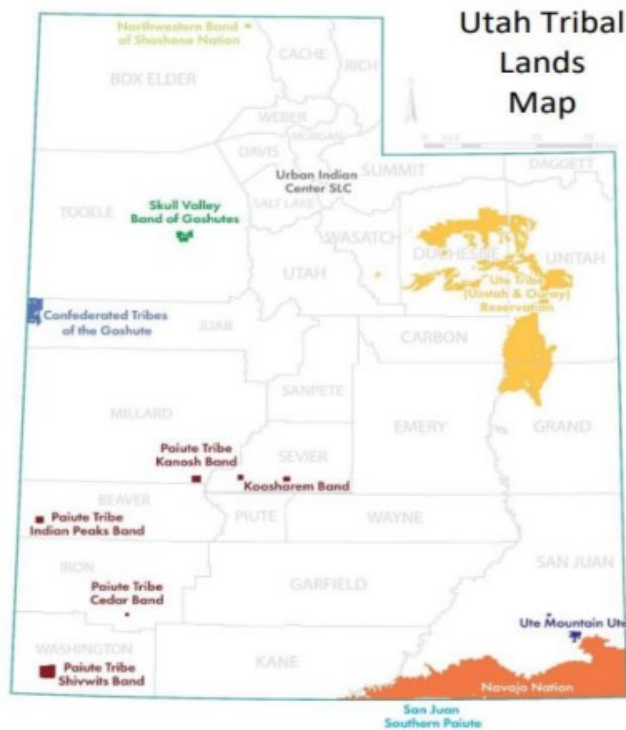 Utah Tribal
Lands
Map
Northwestern Band
of Shoshone Nation
CACHE
RICH
BOX ELDER
WEBER
MORGAN
DAVIS
SUMMIT
DAGGETT
Urban Indian
Center SLC
SALT LAKE
Skull Valley
Band of Goshutes
TOOELE
WASATCH
DUCHESNE
UNITAH
UTAH
Ute Tribe
(Uintah & Ouray)
Reservation
Confederated Tribes
of the Goshute
JUAB
CARBON
SANPETE
MILLARD
EMERY
GRAND
Paiute Tribe
Kanosh Band
SEVIER
Koosharem Band
BEAVER
Paiute Tribe
Indian Peaks Band
PIUTE
WAYNE
IRON
SAN JUAN
Paiute Tribe
Cedar Band
GARFIELD
Ute Mountain Ute
WASHINGTON
Paiute Tribe
Shivwits Band
KANE
Navajo Nation
San Juan
Southern Paiute